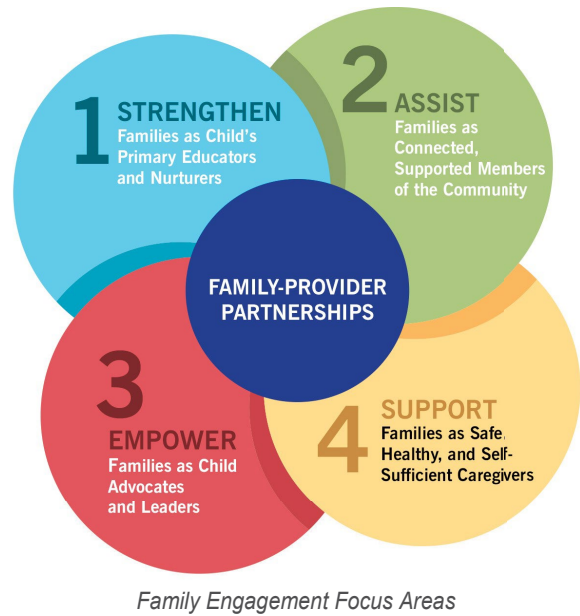 1 STRENGTHEN
Families as Child's
Primary Educators
and Nurturers
2 ASSIST
Families as
Connected,
Supported Members
of the Community
FAMILY-PROVIDER
PARTNERSHIPS
3
EMPOWER
Families as Child
Advocates
and Leaders
4 SUPPORT
Families as Safe,
Healthy, and Self-
Sufficient Caregivers
Family Engagement Focus Areas